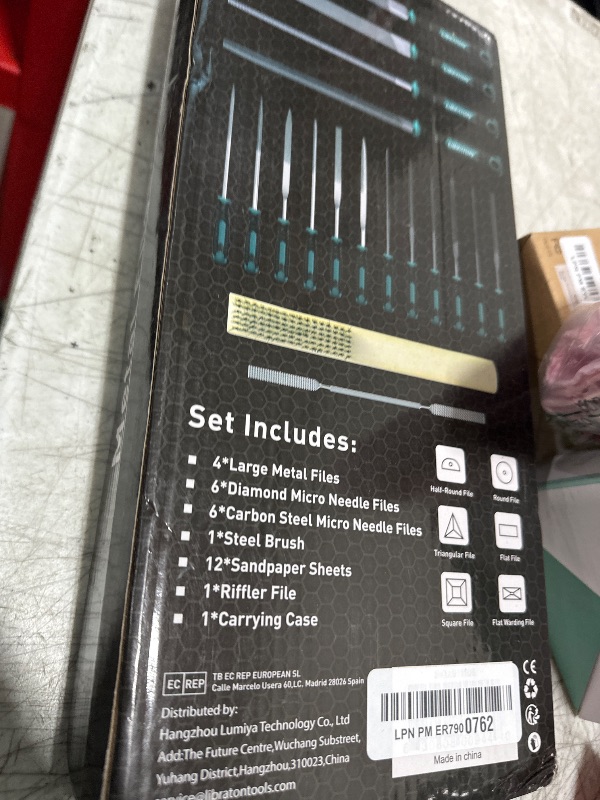 Set Includes:
4*Large Metal Files
6*Diamond Micro Needle Files
6*Carbon Steel Micro Needle Files
1*Steel Brush
12*Sandpaper Sheets
1*Riffler File
1*Carrying Case
Half-Round File
Round File
Triangular File
Flat File
Square File
Flat Warding File
EC REP
TB EC REP EUROPEAN SL
Calle Marcelo Usera 60,LC. Madrid 28026 Spain
Distributed by:
Hangzhou Lumiya Technology Co., Ltd
Add:The Future Centre,Wuchang Substreet,
Yuhang District,Hangzhou,310023,China
service@libratontools.com
LPN PM ER7900762
Made in china
CE